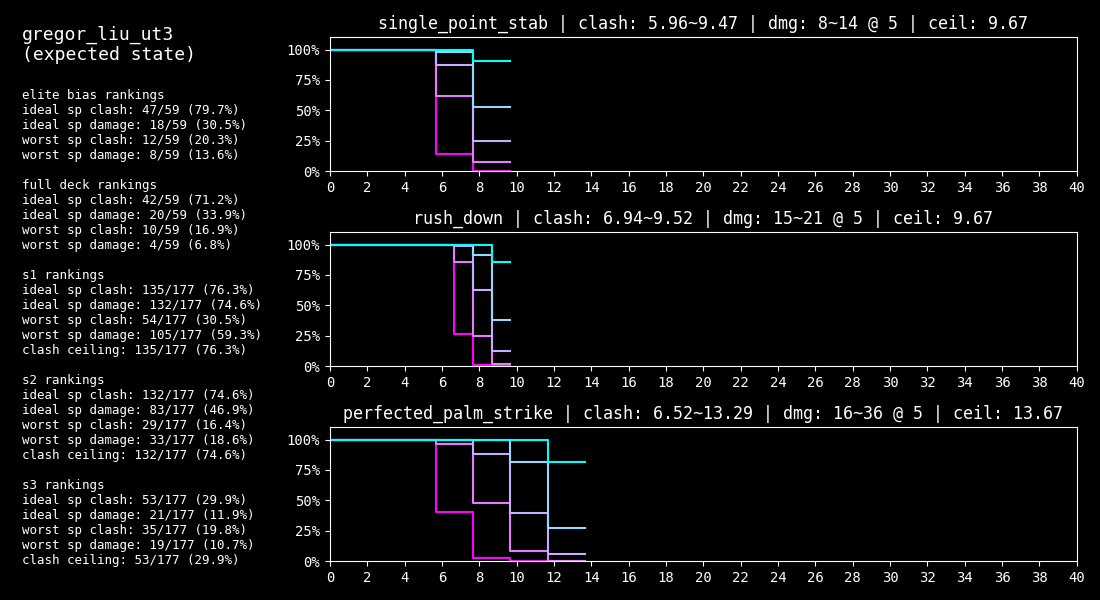 gregor_liu_ut3
(expected state)
elite bias rankings
ideal sp clash: 47/59 (79.7%)
ideal sp damage: 18/59 (30.5%)
worst sp clash: 12/59 (20.3%)
worst sp damage: 8/59 (13.6%)
full deck rankings
ideal sp clash: 42/59 (71.2%)
ideal sp damage: 20/59 (33.9%)
worst sp clash: 10/59 (16.9%)
worst sp damage: 4/59 (6.8%)
s1 rankings
ideal sp clash: 135/177 (76.3%)
ideal sp damage: 132/177 (74.6%)
worst sp clash: 54/177 (30.5%)
worst sp damage: 105/177 (59.3%)
clash ceiling: 135/177 (76.3%)
s2 rankings
ideal sp clash: 132/177 (74.6%)
ideal sp damage: 83/177 (46.9%)
worst sp clash: 29/177 (16.4%)
worst sp damage: 33/177 (18.6%)
clash ceiling: 132/177 (74.6%)
s3 rankings
ideal sp clash: 53/177 (29.9%)
ideal sp damage: 21/177 (11.9%)
worst sp clash: 35/177 (19.8%)
worst sp damage: 19/177 (10.7%)
clash ceiling: 53/177 (29.9%)
single_point_stab | clash: 5.96~9.47 | dmg: 8~14 @ 5 | ceil: 9.67
100%
75%
50%
25%
0%
0 2 4 6 8 10 12 14 16 18 20 22 24 26 28 30 32 34 36 38 40
rush_down | clash: 6.94~9.52 | dmg: 15~21 @ 5 | ceil: 9.67
100%
75%
50%
25%
0%
0 2 4 6 8 10 12 14 16 18 20 22 24 26 28 30 32 34 36 38 40
perfected_palm_strike | clash: 6.52~13.29 | dmg: 16~36 @ 5 | ceil: 13.67
100%
75%
50%
25%
0%
0 2 4 6 8 10 12 14 16 18 20 22 24 26 28 30 32 34 36 38 40